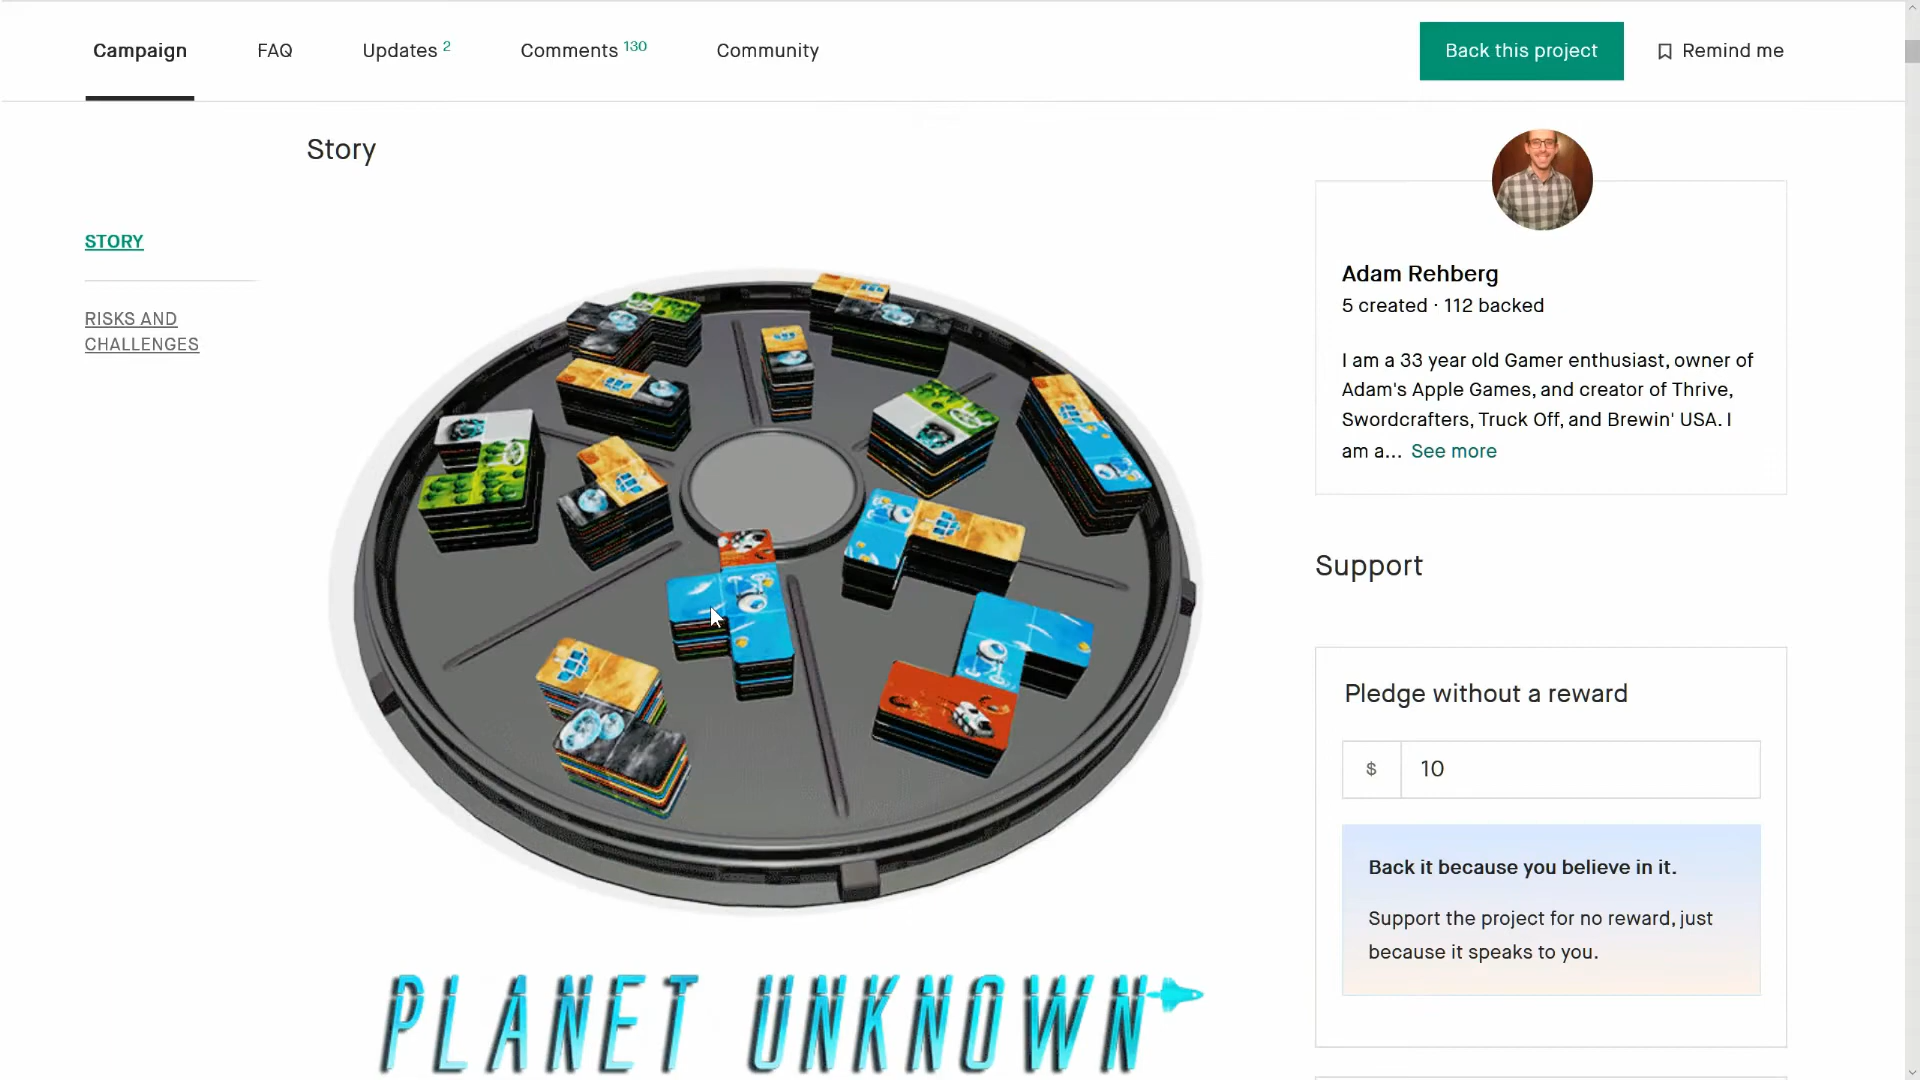 Campaign
FAQ
Updates 2
Comments 130
Community
Back this project
Remind me
Story
STORY
RISKS AND
CHALLENGES
PLANET UNKNOWN
Adam Rehberg
5 created · 112 backed
I am a 33 year old Gamer enthusiast, owner of
Adam's Apple Games, and creator of Thrive,
Swordcrafters, Truck Off, and Brewin' USA. I
am a... See more
Support
Pledge without a reward
$ 10
Back it because you believe in it.
Support the project for no reward, just
because it speaks to you.